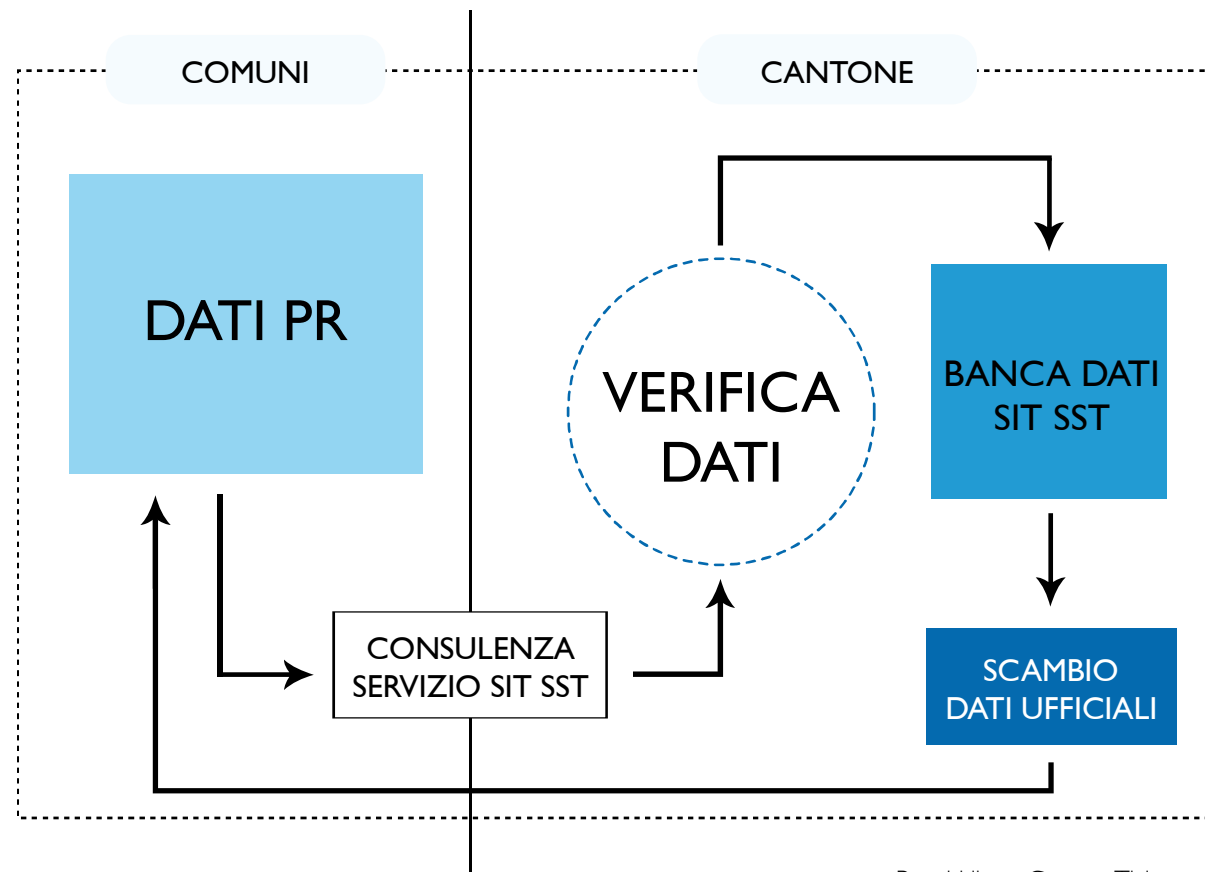 COMUNI
CANTONE
DATI PR
VERIFICA
DATI
BANCA DATI
SIT SST
CONSULENZA
SERVIZIO SIT SST
SCAMBIO
DATI UFFICIALI